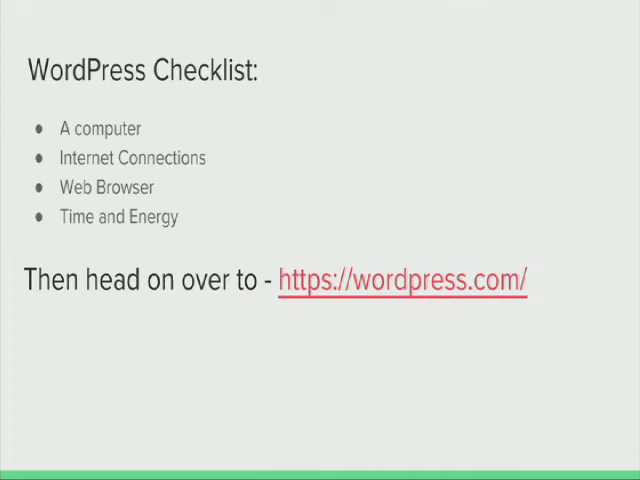 WordPress Checklist:
● A computer
● Internet Connections
● Web Browser
● Time and Energy
Then head on over to - https://wordpress.com/